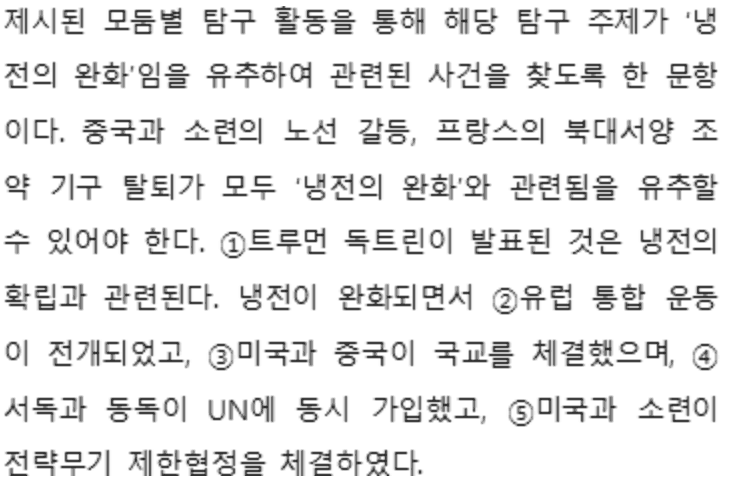 제시된 모둠별 탐구 활동을 통해 해당 탐구 주제가 '냉
전의 완화'임을 유추하여 관련된 사건을 찾도록 한 문항
이다. 중국과 소련의 노선 갈등, 프랑스의 북대서양 조
약 기구 탈퇴가 모두 '냉전의 완화'와 관련됨을 유추할
수 있어야 한다. ①트루먼 독트린이 발표된 것은 냉전의
확립과 관련된다. 냉전이 완화되면서 ②유럽 통합 운동
이 전개되었고, ③미국과 중국이 국교를 체결했으며, ④
서독과 동독이 UN에 동시 가입했고, ⑤미국과 소련이
전략무기 제한협정을 체결하였다.